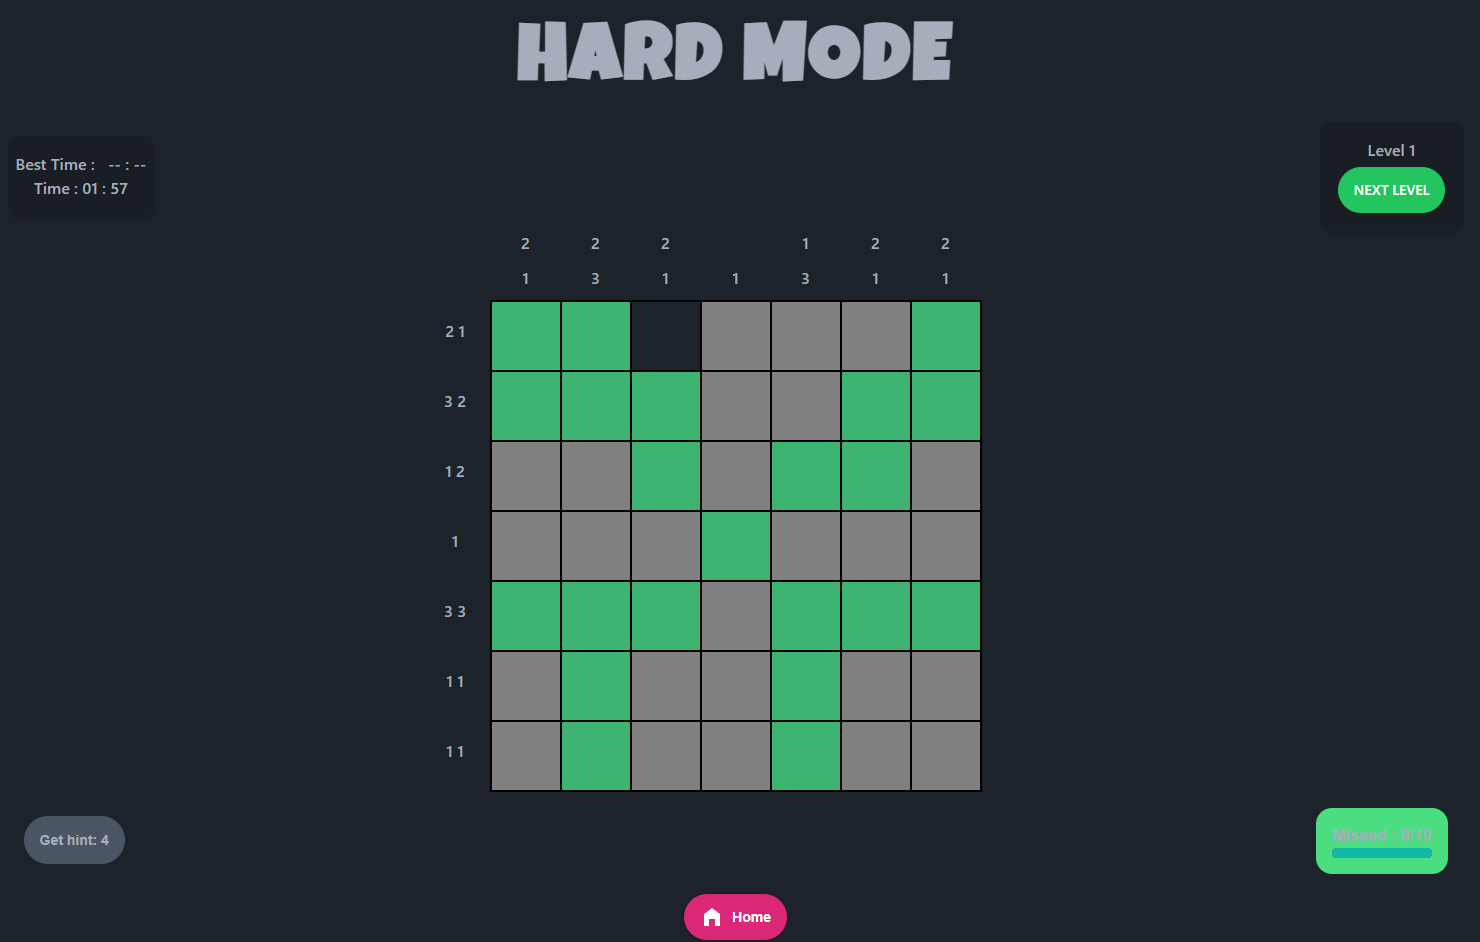 HARD MODE
Best Time : -- : --
Time : 01 : 57
Level 1
NEXT LEVEL
2 2 2 1 2 2
1 3 1 1 3 1 1
2 1
3 2
1 2
1
3 3
1 1
1 1
Get hint: 4
Missed : 0/10
Home